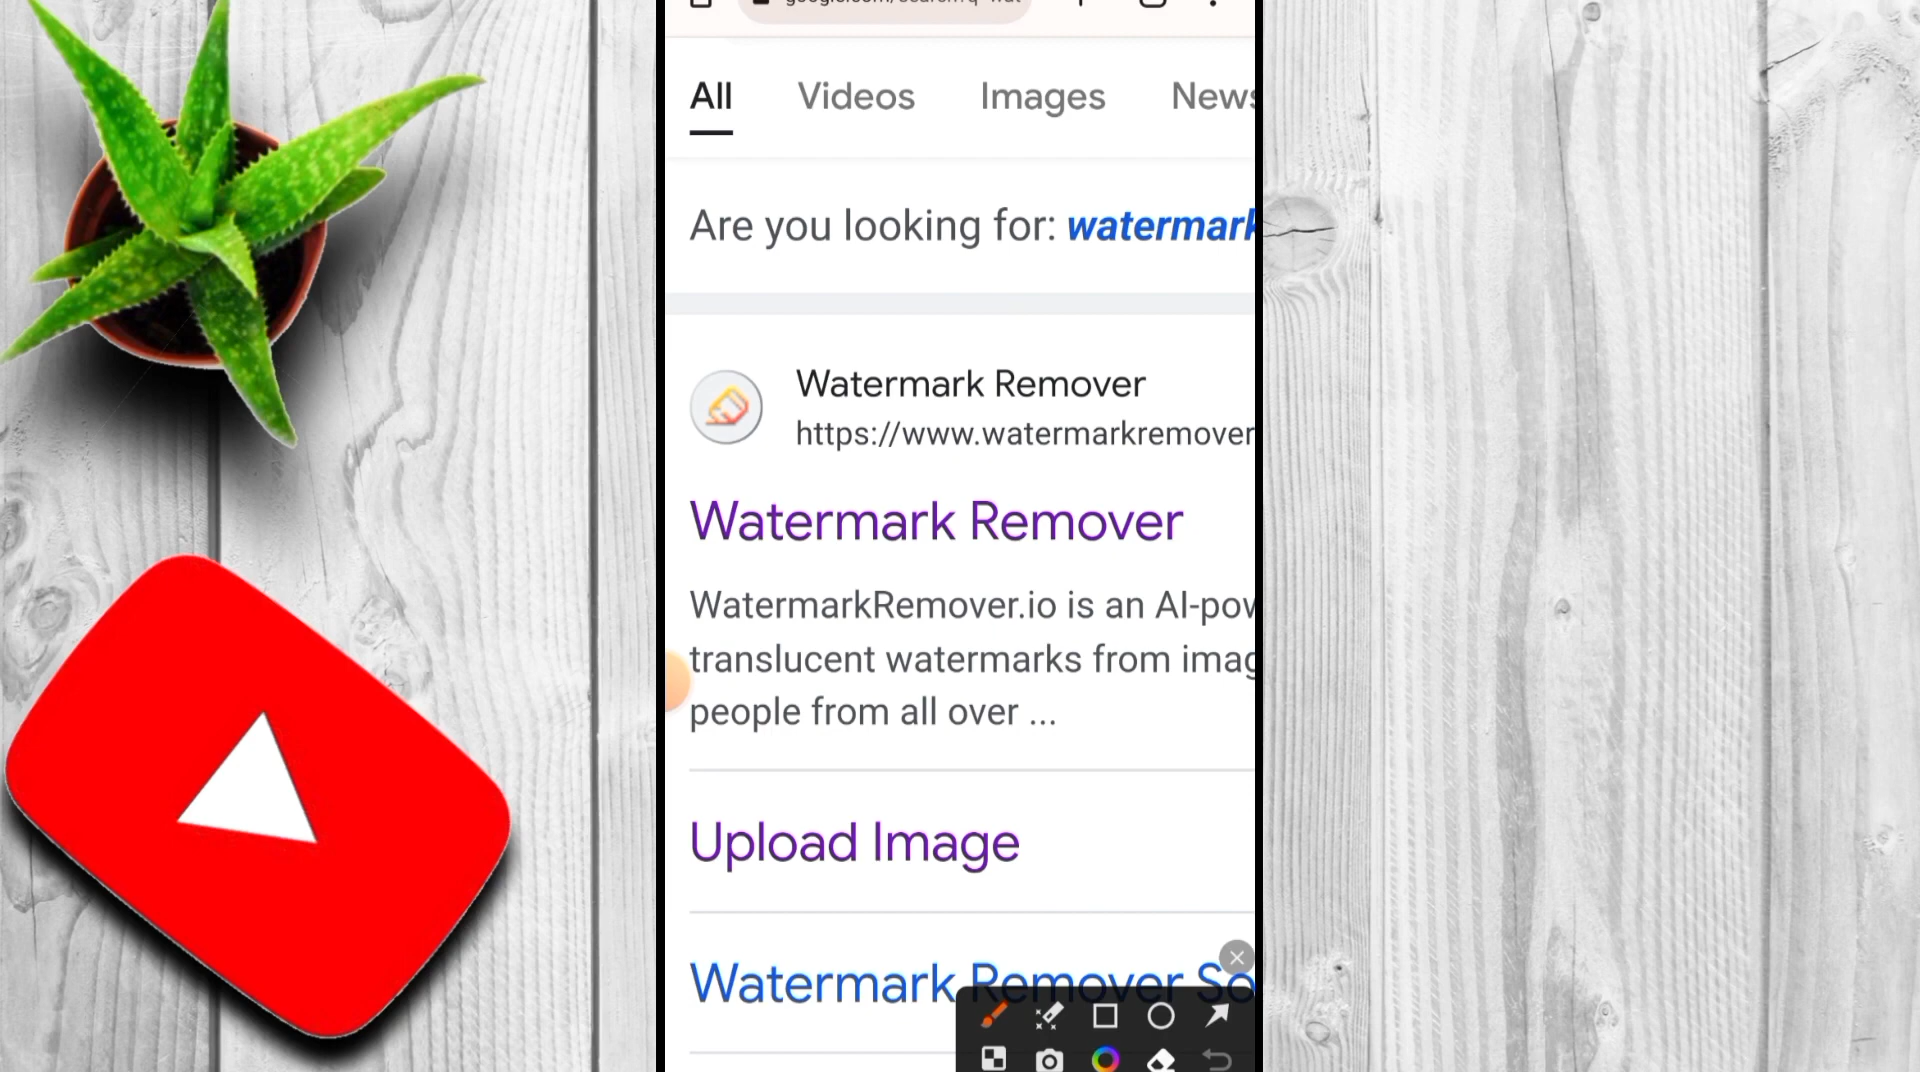 All Videos Images News
Are you looking for: watermark
Watermark Remover
https://www.watermarkremover
Watermark Remover
WatermarkRemover.io is an AI-pow
translucent watermarks from imag
people from all over ...
Upload Image
Watermark Remover So